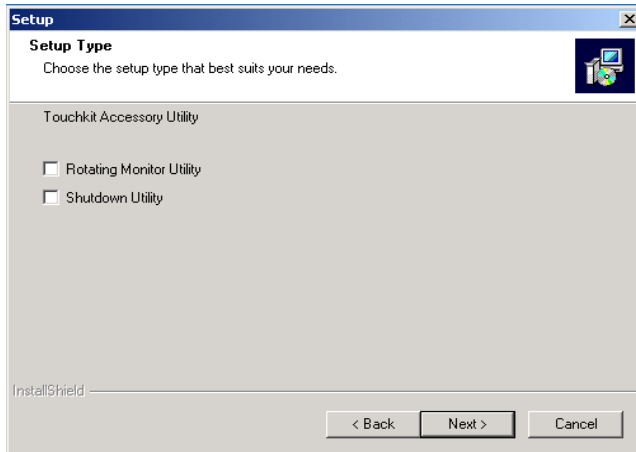 Setup
Setup Type
Choose the setup type that best suits your needs.
Touchkit Accessory Utility
Rotating Monitor Utility
Shutdown Utility
InstallShield
< Back Next > Cancel